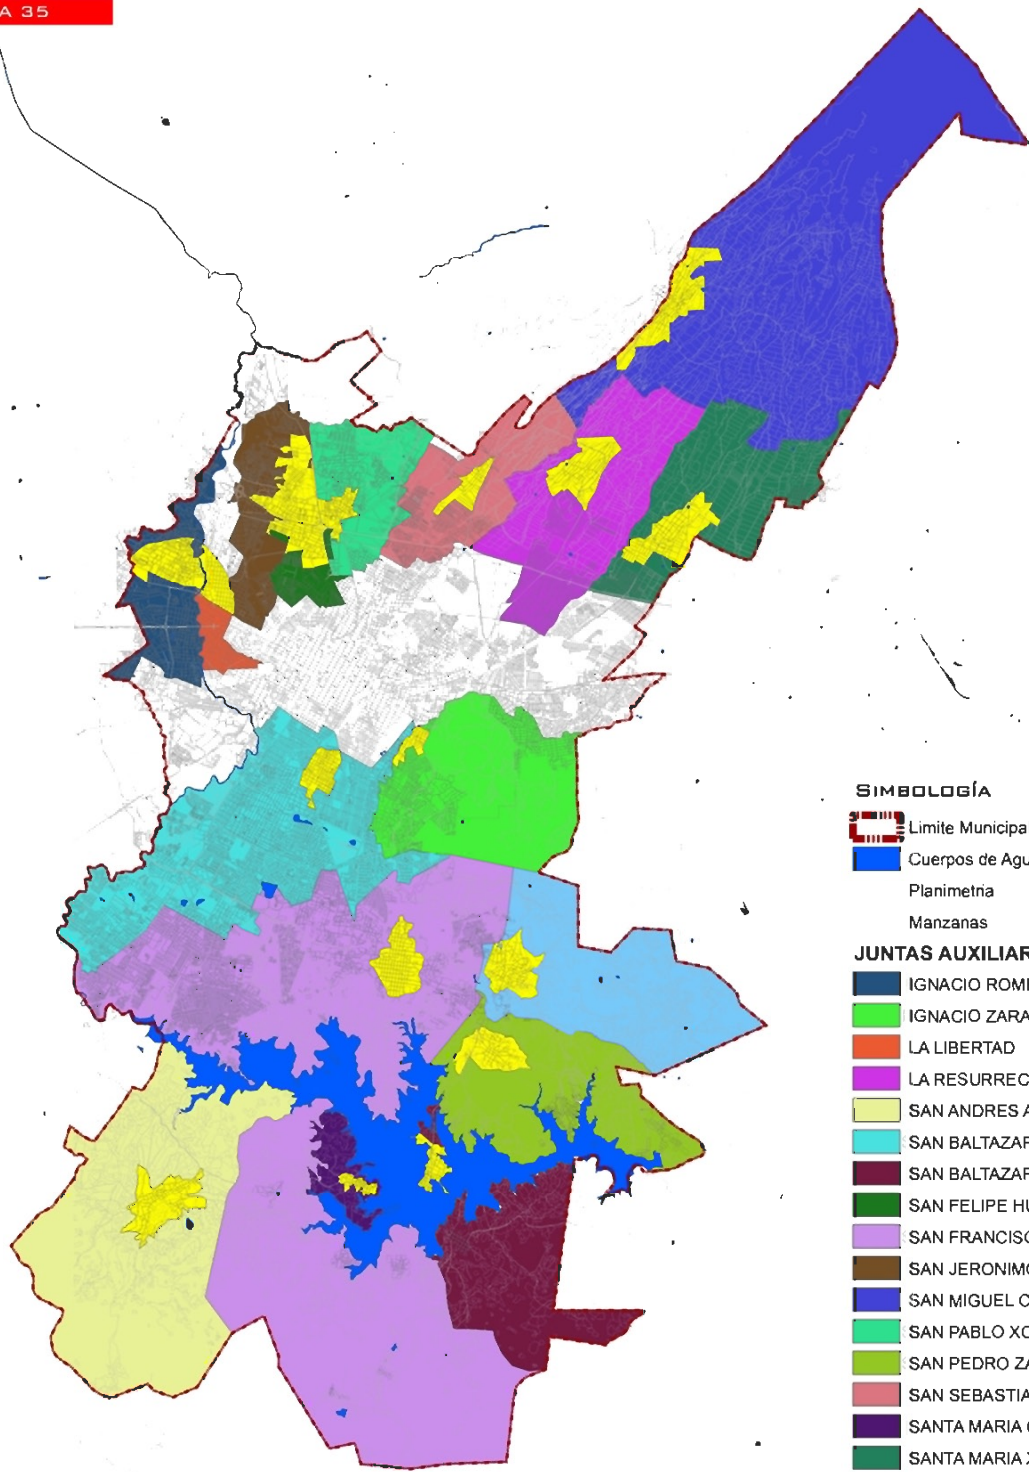 A 35
SIMBOLOGÍA
Limite Municipa
Cuerpos de Agu
Planimetria
Manzanas
JUNTAS AUXILIAR
IGNACIO ROM
IGNACIO ZARA
LA LIBERTAD
LA RESURREC
SAN ANDRES A
SAN BALTAZAR
SAN BALTAZAR
SAN FELIPE HU
SAN FRANCISC
SAN JERONIMO
SAN MIGUEL C
SAN PABLO XO
SAN PEDRO ZA
SAN SEBASTIA
SANTA MARIA
SANTA MARIA X